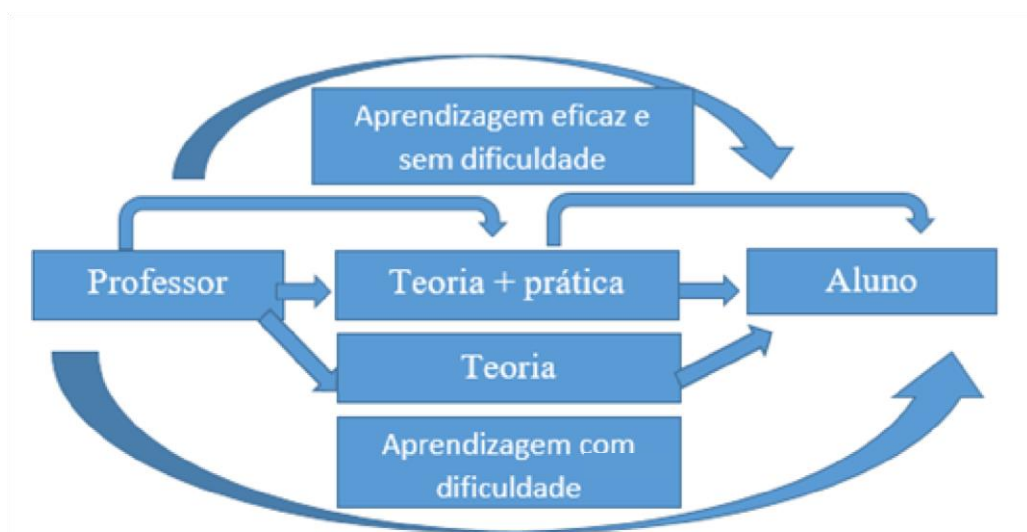 Aprendizagem eficaz e
sem dificuldade
Professor
Teoria + prática
Aluno
Teoria
Aprendizagem com
dificuldade